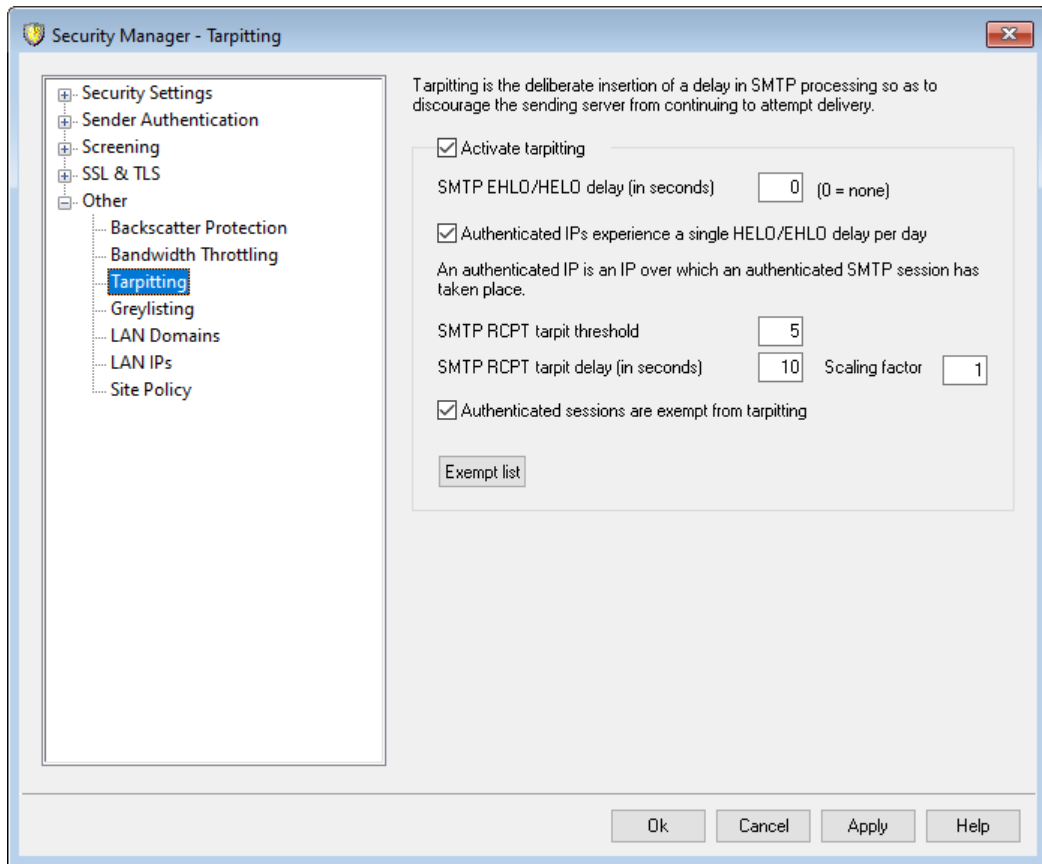 Security Manager - Tarpitting
Security Settings
Sender Authentication
Screening
SSL & TLS
Other
Backscatter Protection
Bandwidth Throttling
Tarpitting
Greylisting
LAN Domains
LAN IPs
Site Policy
Tarpitting is the deliberate insertion of a delay in SMTP processing so as to
discourage the sending server from continuing to attempt delivery.
Activate tarpitting
SMTP EHLO/HELO delay (in seconds) 0 (0 = none)
Authenticated IPs experience a single HELO/EHLO delay per day
An authenticated IP is an IP over which an authenticated SMTP session has
taken place.
SMTP RCPT tarpit threshold 5
SMTP RCPT tarpit delay (in seconds) 10 Scaling factor 1
Authenticated sessions are exempt from tarpitting
Exempt list
Ok Cancel Apply Help